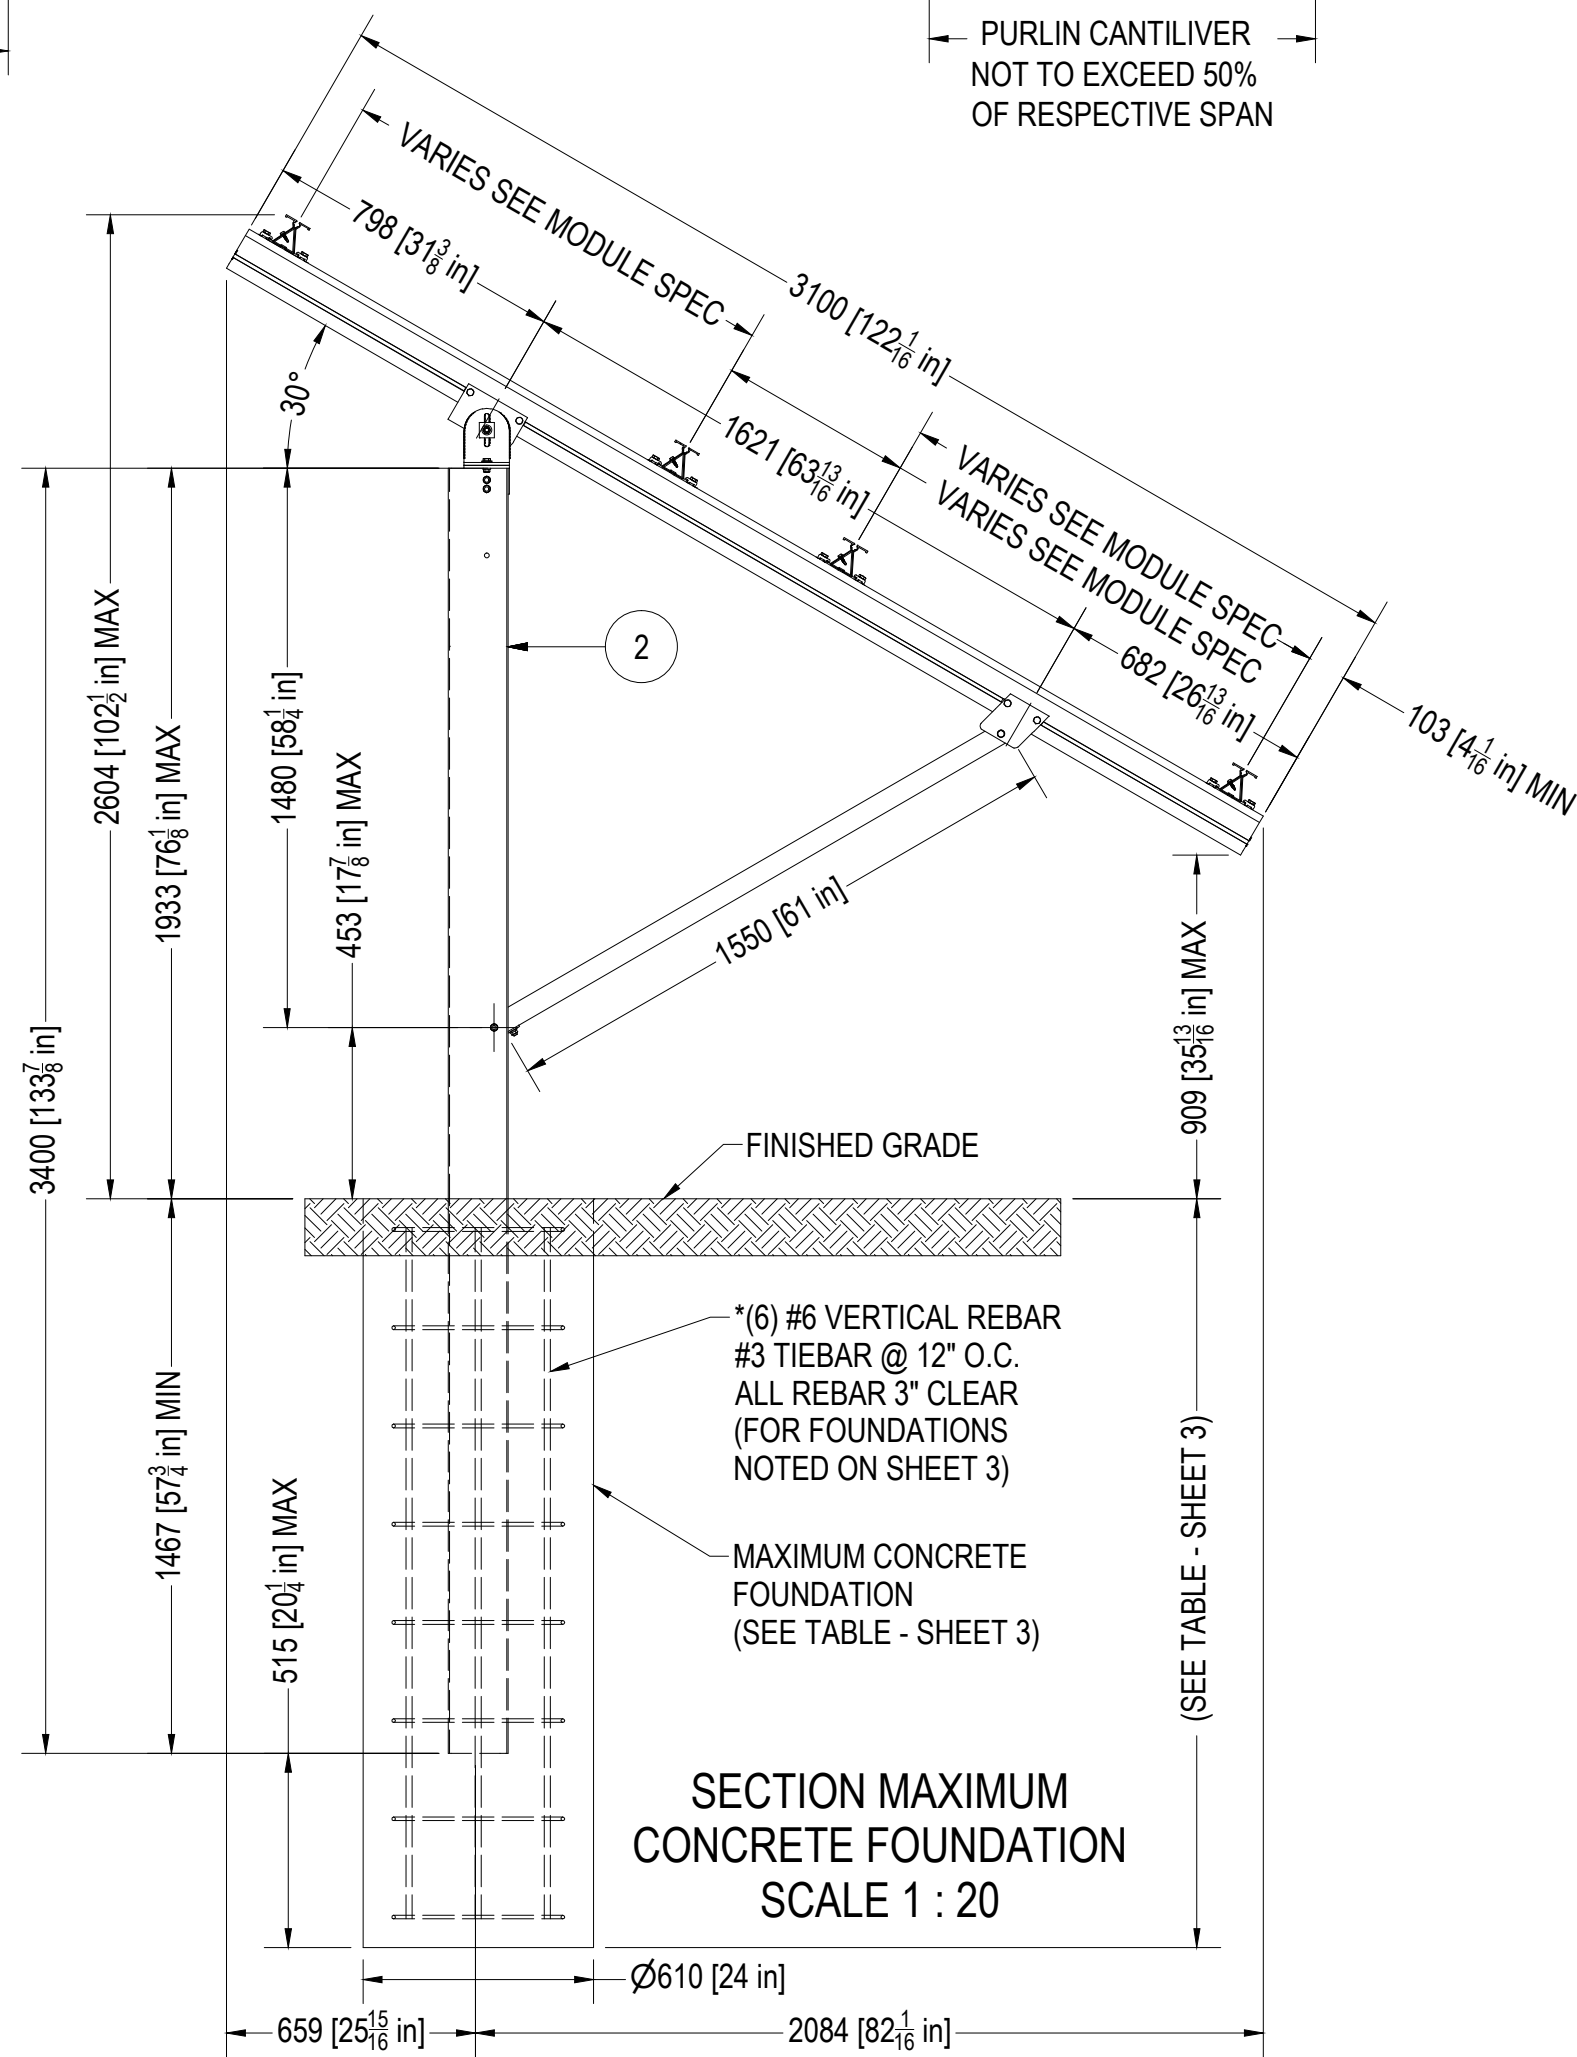 PURLIN CANTILIVER
NOT TO EXCEED 50%
OF RESPECTIVE SPAN
VARIES SEE MODULE SPEC
798 [31 3/8 in]
3100 [122 1/16 in]
30°
1621 [63 13/16 in]
VARIES SEE MODULE SPEC
VARIES SEE MODULE SPEC
682 [26 13/16 in]
103 [4 1/16 in] MIN
2
2604 [102 1/2 in] MAX
1933 [76 1/8 in] MAX
1480 [58 1/4 in]
453 [17 7/8 in] MAX
1550 [61 in]
909 [35 13/16 in] MAX
3400 [133 7/8 in]
FINISHED GRADE
*(6) #6 VERTICAL REBAR
#3 TIEBAR @ 12" O.C.
ALL REBAR 3" CLEAR
(FOR FOUNDATIONS
NOTED ON SHEET 3)
1467 [57 3/4 in] MIN
515 [20 1/4 in] MAX
MAXIMUM CONCRETE
FOUNDATION
(SEE TABLE - SHEET 3)
(SEE TABLE - SHEET 3)
SECTION MAXIMUM
CONCRETE FOUNDATION
SCALE 1 : 20
Ø610 [24 in]
659 [25 15/16 in]
2084 [82 1/16 in]